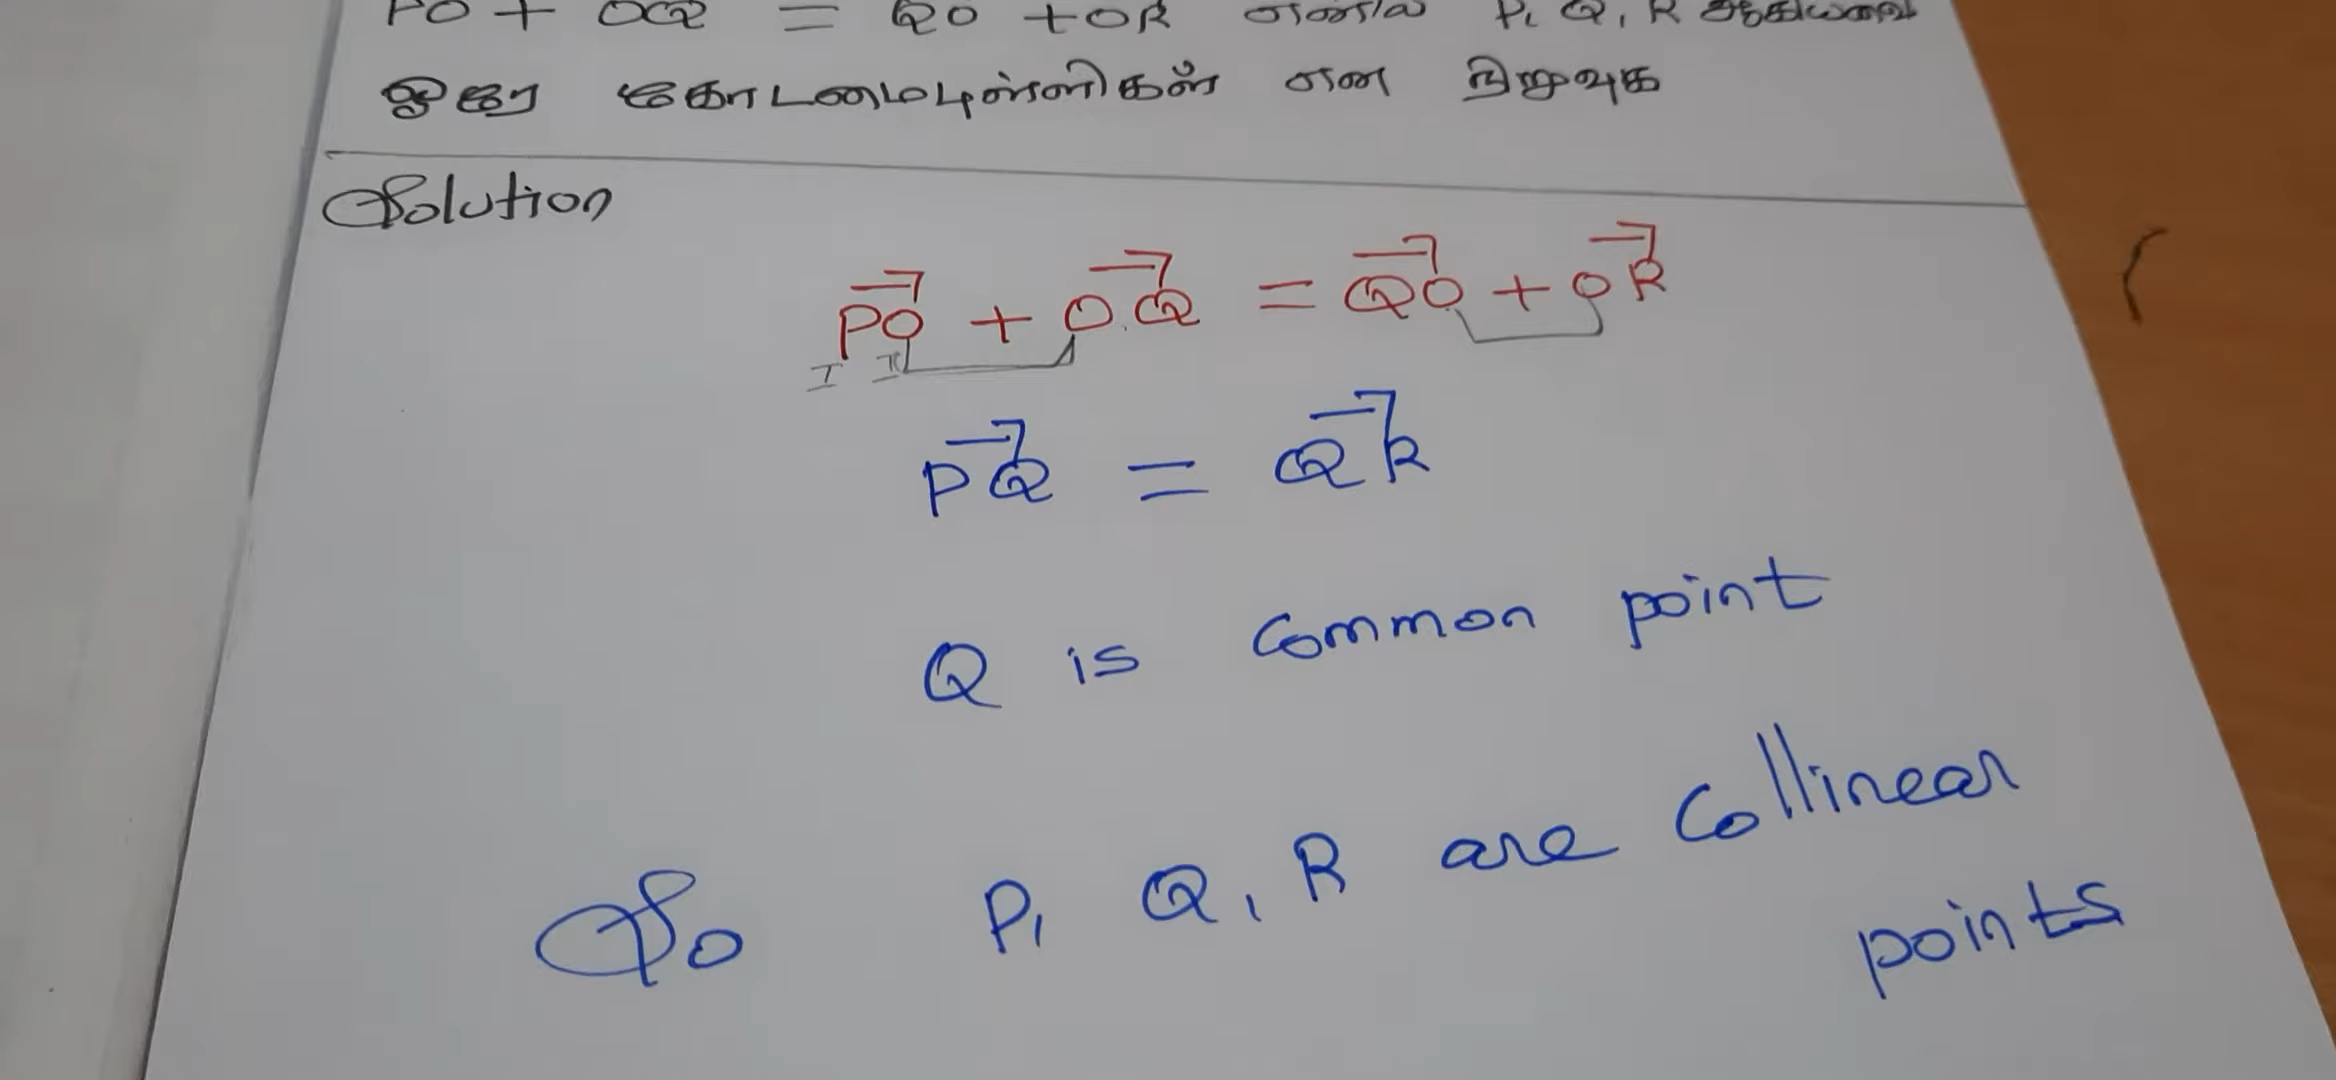 PO + OQ = QO + OR எனில் P, Q, R ஆகியவை
ஒரே கோடமைபுள்ளிகள் என நிறுவுக
Solution
PO + OQ = QO + OR
I II
PQ = QR
Q is common point
So P, Q, R are Collinear
points